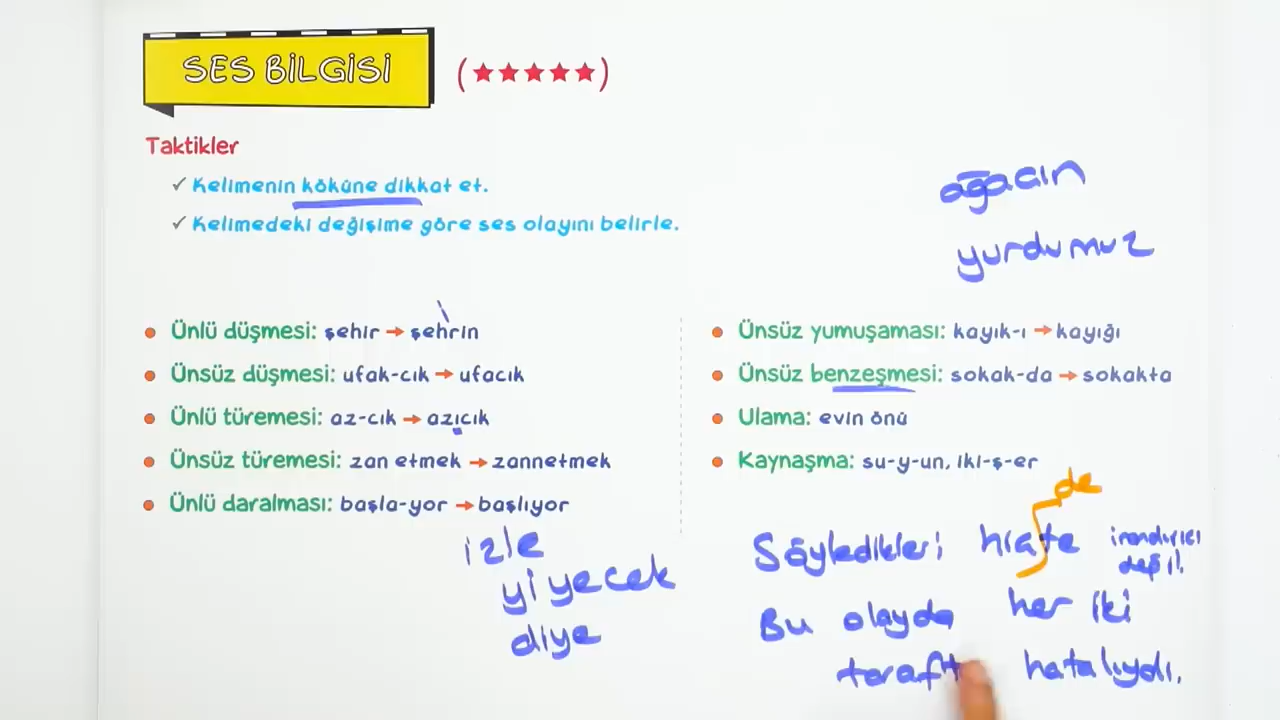 SES BİLGİSİ (★★★★★)
Taktikler
✓ Kelimenin köküne dikkat et.
✓ Kelimedeki değişime göre ses olayını belirle.
ağacın
yurdumuz
• Ünlü düşmesi: şehir → şehrin
i
• Ünsüz düşmesi: ufak-cık → ufacık
• Ünlü türemesi: az-cık → azıcık
• Ünsüz türemesi: zan etmek → zannetmek
• Ünlü daralması: başla-yor → başlıyor
izle
yiyecek
diye
• Ünsüz yumuşaması: kayık-ı → kayığı
• Ünsüz benzeşmesi: sokak-da → sokakta
• Ulama: evin önü
• Kaynaşma: su-y-un, iki-ş-er
de
Söyledikleri hiçte inandırıcı
değil.
Bu olayda her iki
hatalıydı.